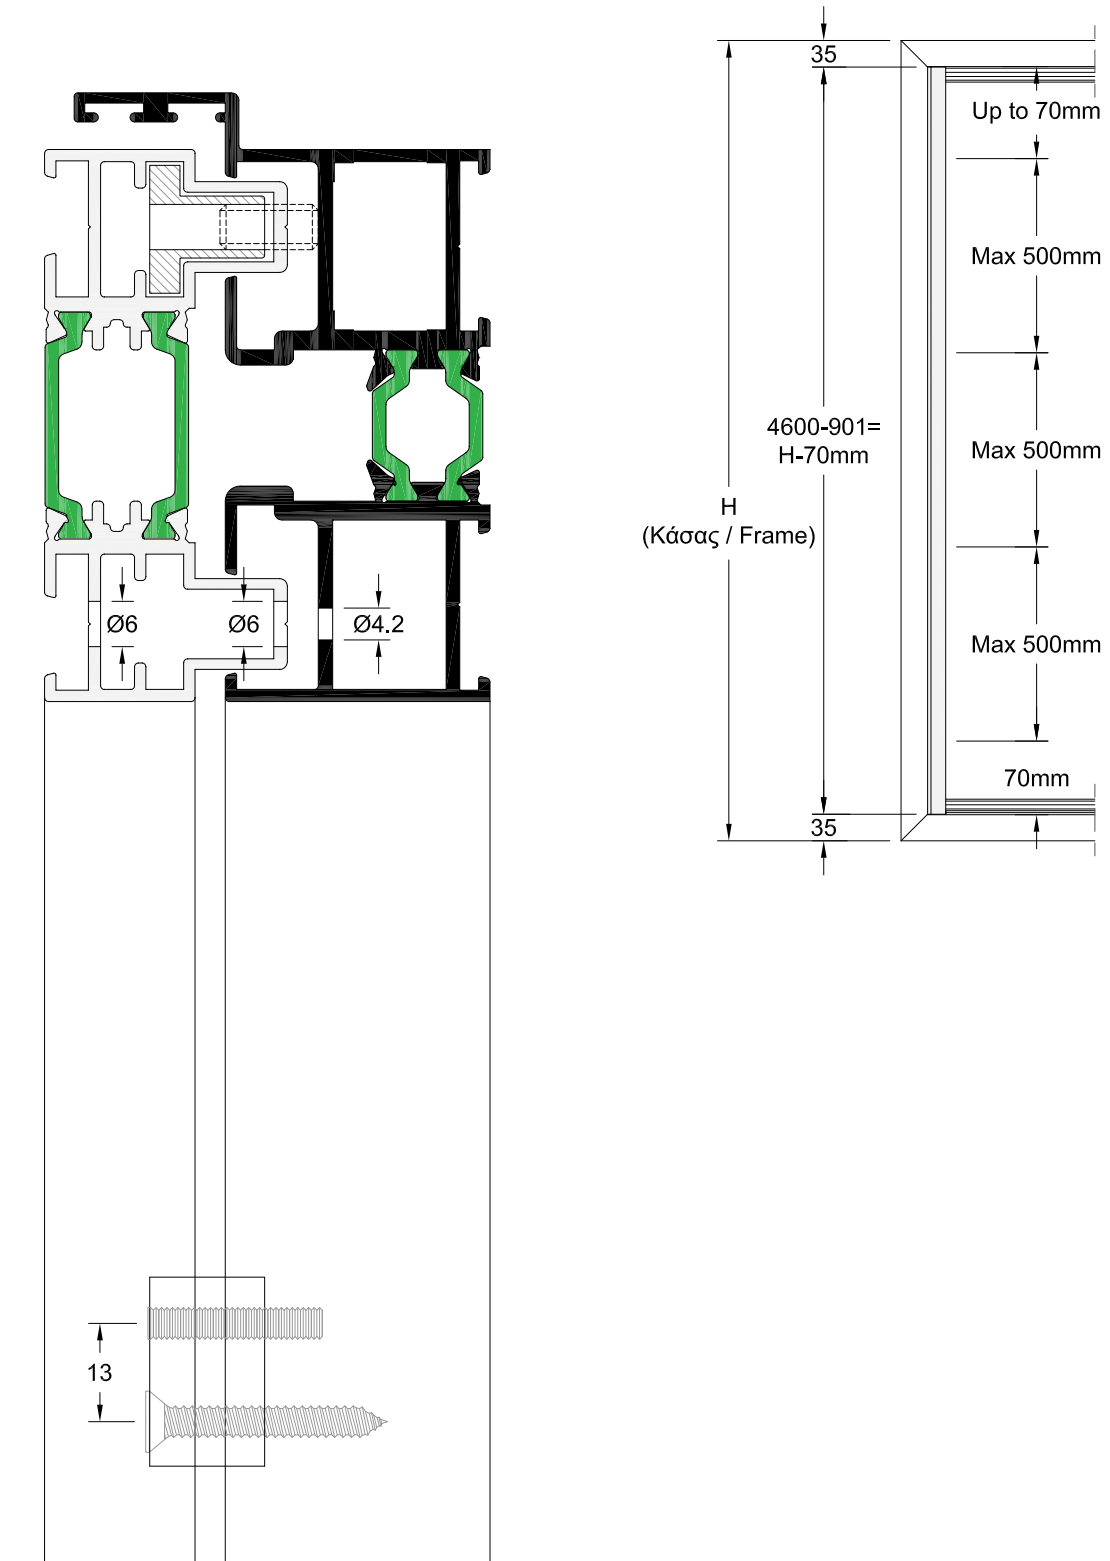 35
Up to 70mm
Max 500mm
4600-901=
H-70mm
Max 500mm
H
(Κάσας / Frame)
Ø6
Ø6
Ø4.2
Max 500mm
70mm
35
13